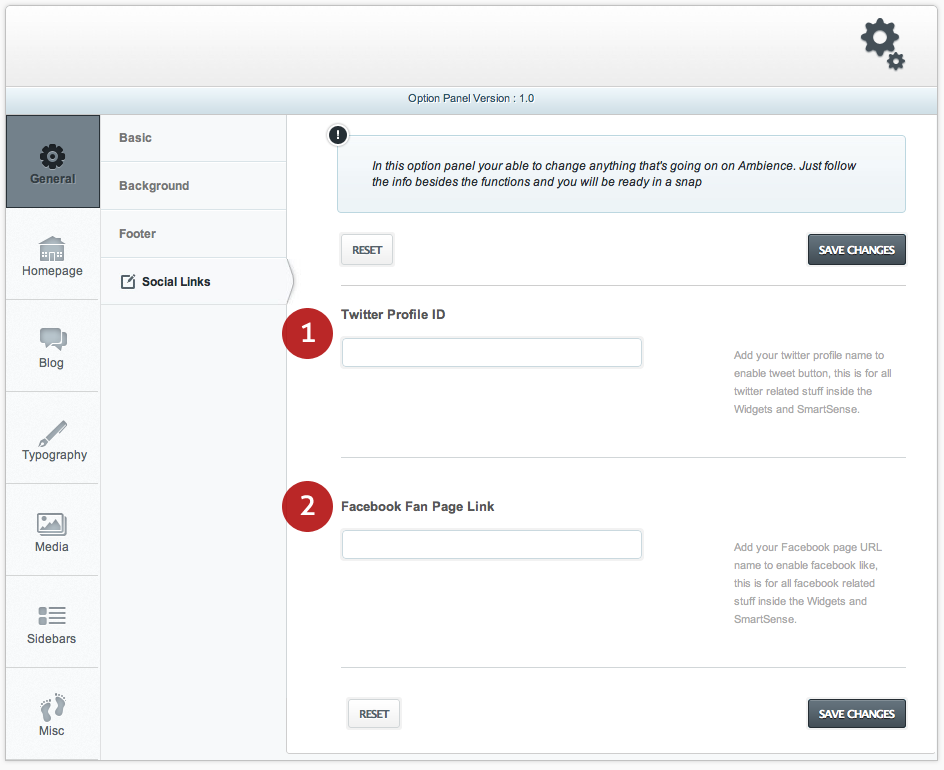 Option Panel Version : 1.0
General
Homepage
Blog
Typography
Media
Sidebars
Misc
Basic
Background
Footer
Social Links
!
In this option panel your able to change anything that's going on on Ambience. Just follow
the info besides the functions and you will be ready in a snap
RESET
SAVE CHANGES
1
Twitter Profile ID
Add your twitter profile name to
enable tweet button, this is for all
twitter related stuff inside the
Widgets and SmartSense.
2
Facebook Fan Page Link
Add your Facebook page URL
name to enable facebook like,
this is for all facebook related
stuff inside the Widgets and
SmartSense.
RESET
SAVE CHANGES